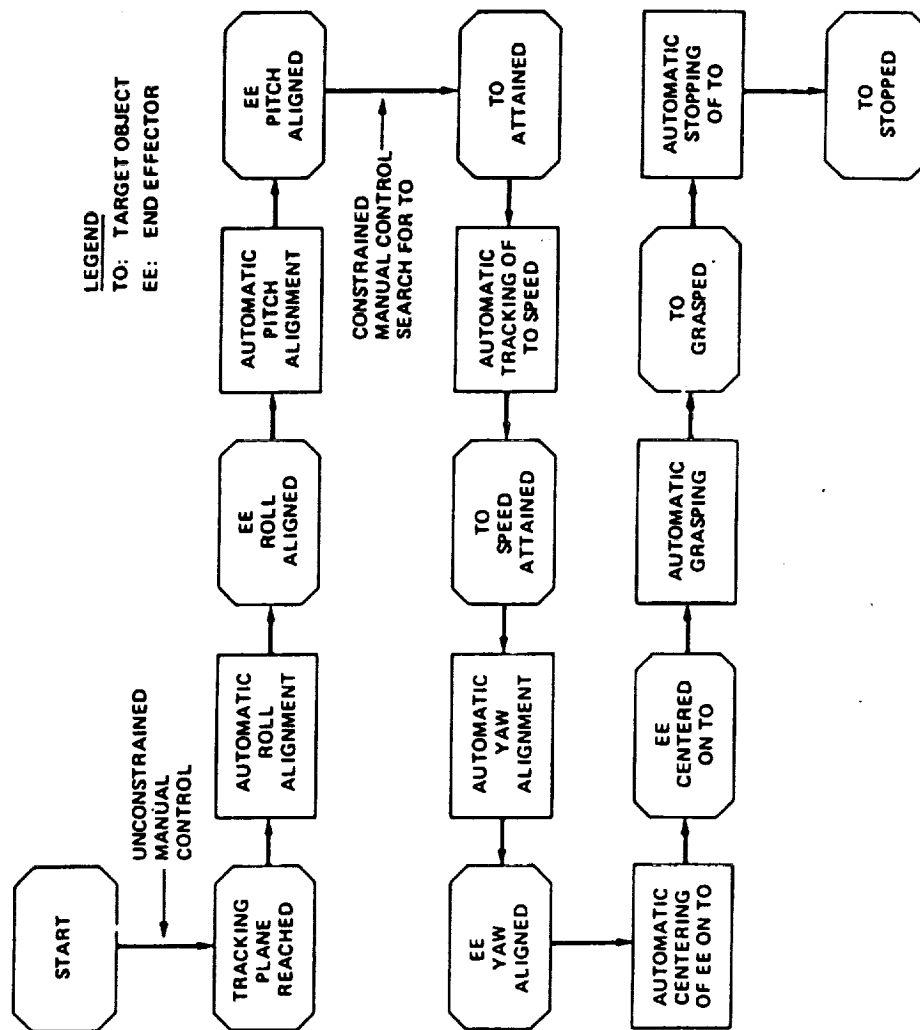 START
UNCONSTRAINED
MANUAL
CONTROL
LEGEND
TO: TARGET OBJECT
EE: END EFFECTOR
TRACKING
PLANE
REACHED
AUTOMATIC
ROLL
ALIGNMENT
EE
ROLL
ALIGNED
AUTOMATIC
PITCH
ALIGNMENT
EE
PITCH
ALIGNED
CONSTRAINED
MANUAL CONTROL
SEARCH FOR TO
TO
ATTAINED
AUTOMATIC
TRACKING OF
TO SPEED
TO
SPEED
ATTAINED
AUTOMATIC
YAW
ALIGNMENT
EE
YAW
ALIGNED
AUTOMATIC
CENTERING
OF EE ON TO
EE
CENTERED
ON TO
AUTOMATIC
GRASPING
TO
GRASPED
AUTOMATIC
STOPPING
OF TO
TO
STOPPED